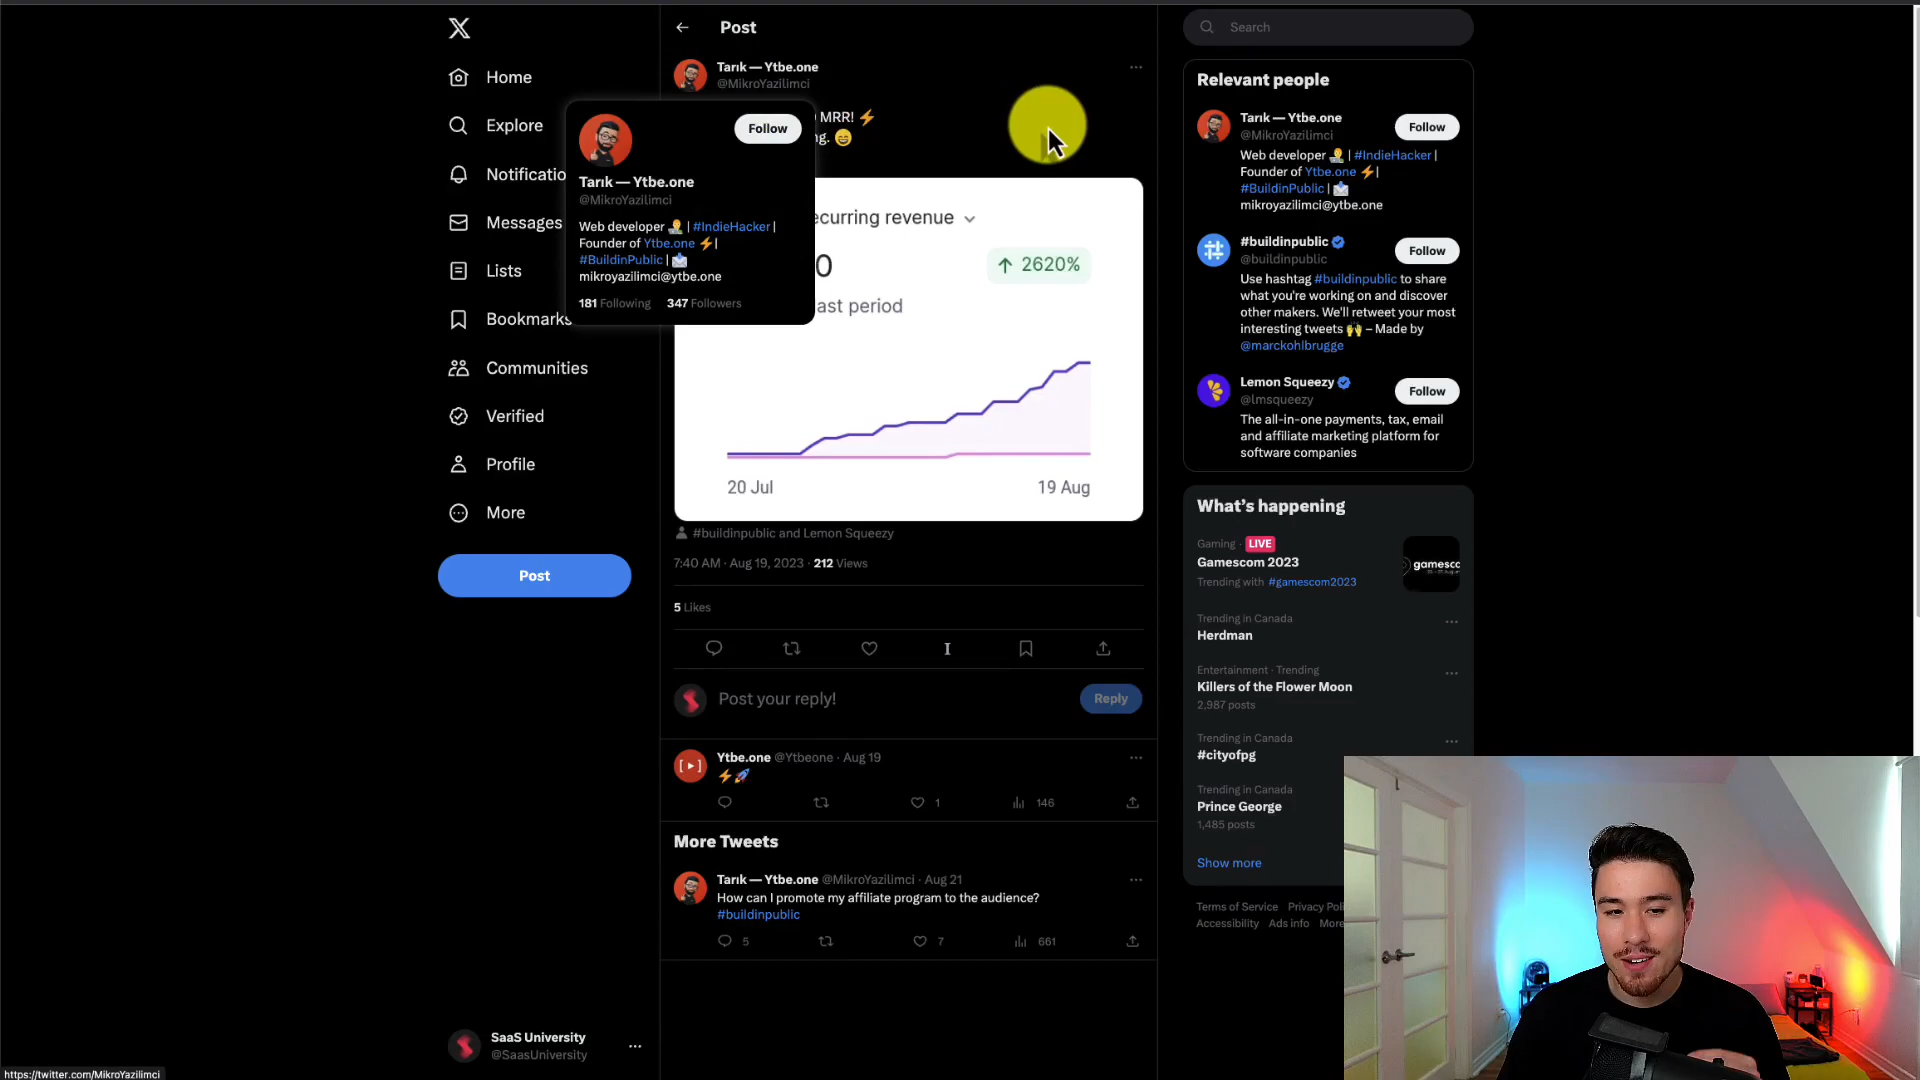 Home
Explore
Notificatio
Messages
Lists
Bookmarks
Communities
Verified
Profile
More
Post
SaaS University
@SaasUniversity
https://twitter.com/MikroYazilimci
Post
Tarık — Ytbe.one
@MikroYazilimci
MRR! ⚡
ng. 😄
Follow
Tarık — Ytbe.one
@MikroYazilimci
Web developer 👨‍💻 | #IndieHacker |
Founder of Ytbe.one ⚡ |
#BuildinPublic | 📩
mikroyazilimci@ytbe.one
181 Following 347 Followers
ecurring revenue
0
↑ 2620%
ast period
20 Jul
19 Aug
#buildinpublic and Lemon Squeezy
7:40 AM · Aug 19, 2023 · 212 Views
5 Likes
Post your reply!
Reply
Ytbe.one @Ytbeone · Aug 19
⚡🚀
1
146
More Tweets
Tarık — Ytbe.one @MikroYazilimci · Aug 21
How can I promote my affiliate program to the audience?
#buildinpublic
5
7
661
Search
Relevant people
Tarık — Ytbe.one
@MikroYazilimci
Follow
Web developer 👨‍💻 | #IndieHacker |
Founder of Ytbe.one ⚡ |
#BuildinPublic | 📩
mikroyazilimci@ytbe.one
#buildinpublic
@buildinpublic
Follow
Use hashtag #buildinpublic to share
what you're working on and discover
other makers. We'll retweet your most
interesting tweets 🙌 – Made by
@marckohlbrugge
Lemon Squeezy
@lmsqueezy
Follow
The all-in-one payments, tax, email
and affiliate marketing platform for
software companies
What's happening
Gaming · LIVE
Gamescom 2023
Trending with #gamescom2023
gamesco
Trending in Canada
Herdman
Entertainment · Trending
Killers of the Flower Moon
2,987 posts
Trending in Canada
#cityofpg
Trending in Canada
Prince George
1,485 posts
Show more
Terms of Service Privacy Poli
Accessibility Ads info More